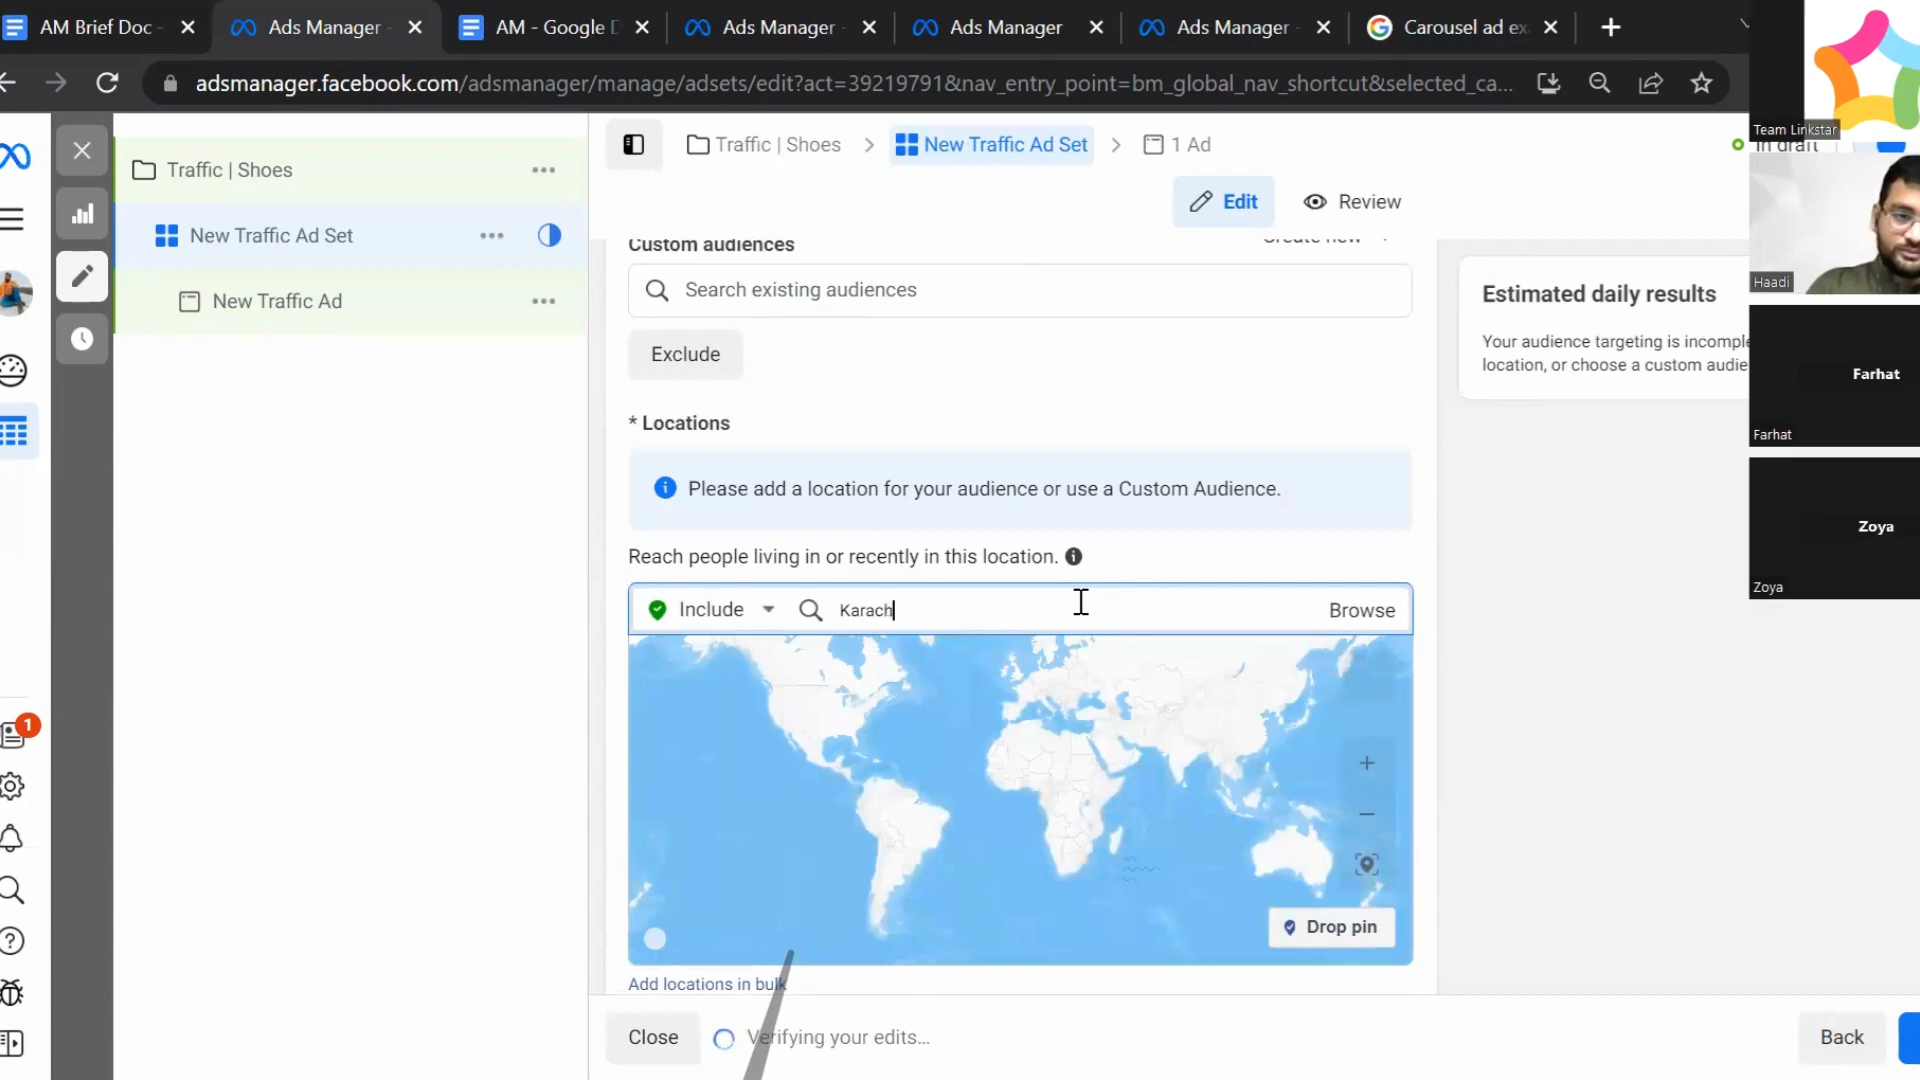 AM Brief Doc -
Ads Manager -
AM - Google D
Ads Manager -
Ads Manager
Ads Manager -
Carousel ad ex
adsmanager.facebook.com/adsmanager/manage/adsets/edit?act=39219791&nav_entry_point=bm_global_nav_shortcut&selected_ca...
Team Linkstar
Traffic | Shoes
New Traffic Ad Set
New Traffic Ad
Traffic | Shoes
New Traffic Ad Set
1 Ad
In draft
Edit
Review
Custom audiences
Create new
Search existing audiences
Exclude
* Locations
Please add a location for your audience or use a Custom Audience.
Reach people living in or recently in this location.
Include
Karach
Browse
Drop pin
Add locations in bulk
Close
Verifying your edits...
Back
Estimated daily results
Your audience targeting is incomple
location, or choose a custom audie
Haadi
Farhat
Farhat
Zoya
Zoya
1